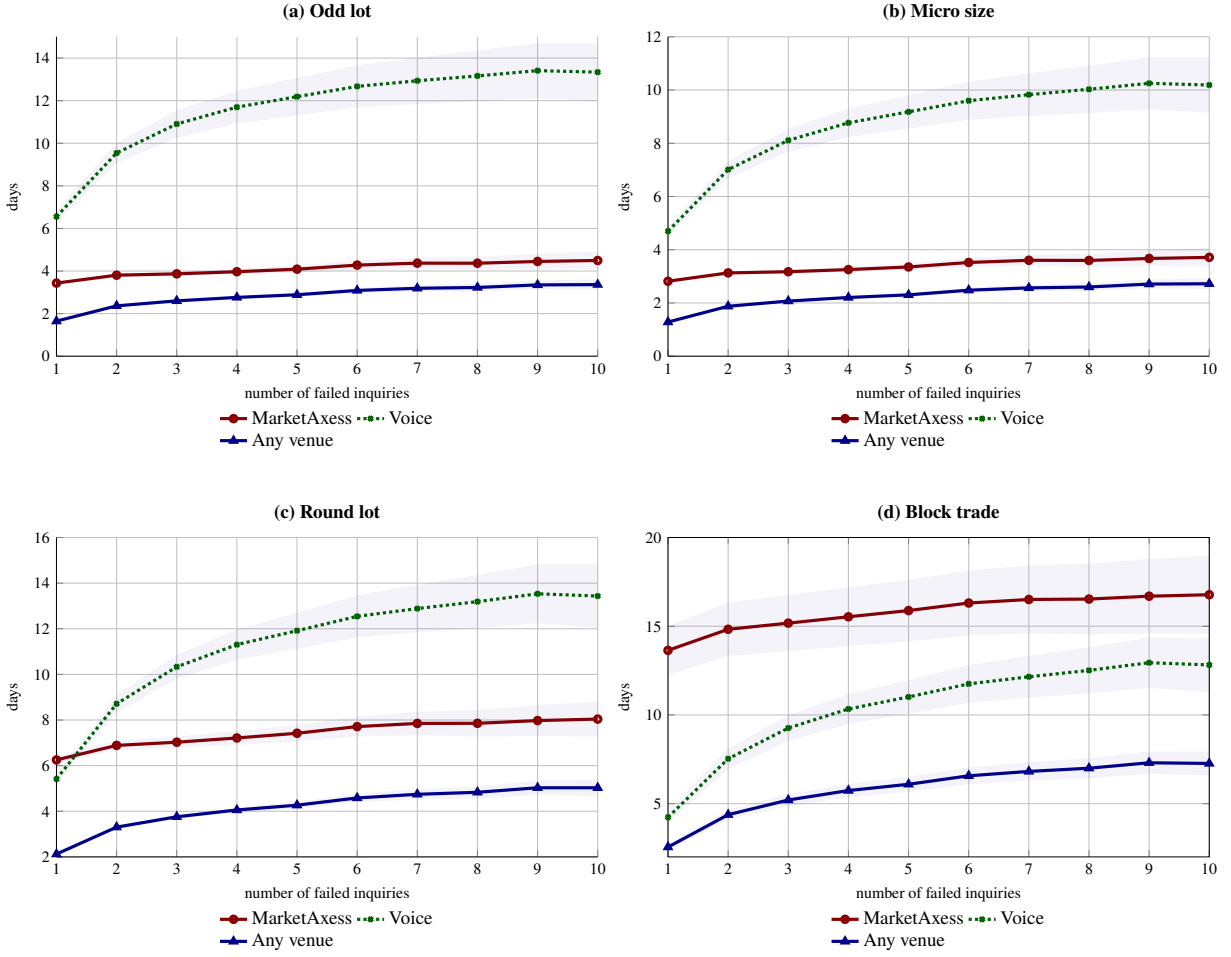 (a) Odd lot
14
12
10
8
6
4
2
0
days
1 2 3 4 5 6 7 8 9 10
number of failed inquiries
MarketAxess Voice
Any venue
(b) Micro size
12
10
8
6
4
2
0
days
1 2 3 4 5 6 7 8 9 10
number of failed inquiries
MarketAxess Voice
Any venue
(c) Round lot
16
14
12
10
8
6
4
2
days
1 2 3 4 5 6 7 8 9 10
number of failed inquiries
MarketAxess Voice
Any venue
(d) Block trade
20
15
10
5
days
1 2 3 4 5 6 7 8 9 10
number of failed inquiries
MarketAxess Voice
Any venue